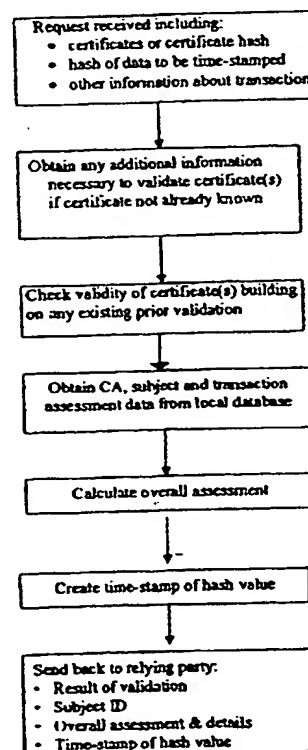 Request received including:
• certificates or certificate hash
• hash of data to be time-stamped
• other information about transaction
Obtain any additional information
necessary to validate certificate(s)
if certificate not already known
Check validity of certificate(s) building
on any existing prior validation
Obtain CA, subject and transaction
assessment data from local database
Calculate overall assessment
Create time-stamp of hash value
Send back to relying party:
• Result of validation
• Subject ID
• Overall assessment & details
• Time-stamp of hash value